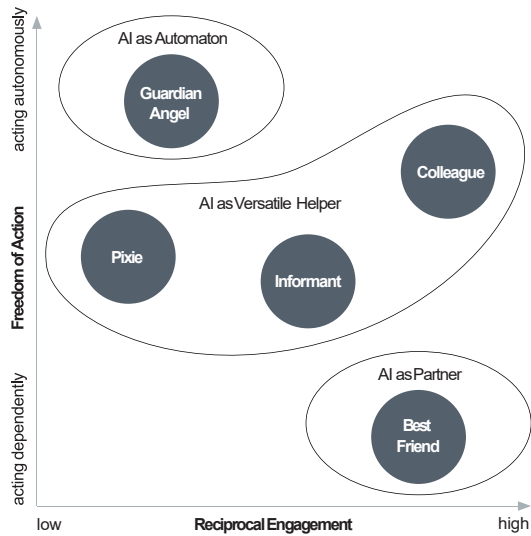 acting autonomously
Freedom of Action
acting dependently
AI as Automaton
Guardian
Angel
Colleague
AI as Versatile Helper
Pixie
Informant
AI as Partner
Best
Friend
low
Reciprocal Engagement
high